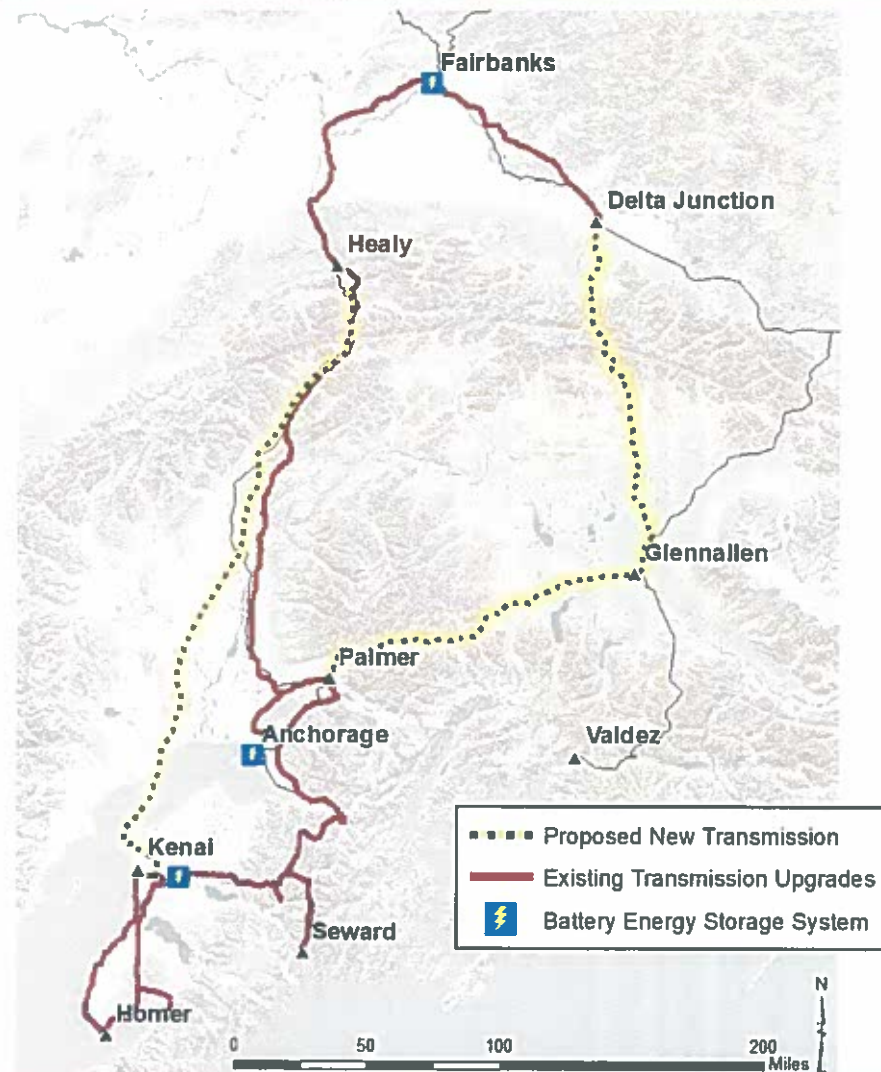 Fairbanks
Delta Junction
Healy
Glennallen
Palmer
Anchorage
Valdez
Proposed New Transmission
Kenai
Existing Transmission Upgrades
Battery Energy Storage System
Seward
N
Homer
0 50 100 200
Miles